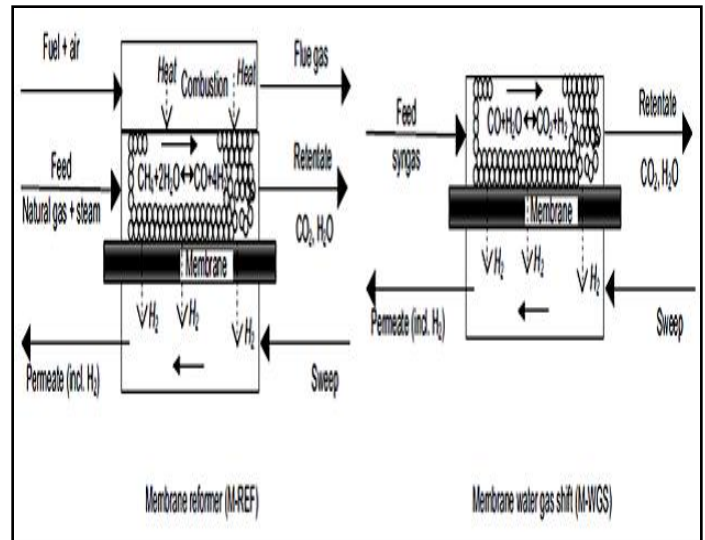 Fuel + air
Heat
Heat
Combustion
Flue gas
Feed
Natural gas + steam
CH₄+2H₂O↔CO+4H₂
Retentate
CO₂, H₂O
Membrane
H₂
H₂
H₂
Permeate (incl. H₂)
Sweep
Membrane reformer (M-REF)
Feed
syngas
CO+H₂O↔CO₂+H₂
Retentate
CO₂, H₂O
Membrane
H₂
H₂
H₂
Permeate (incl. H₂)
Sweep
Membrane water gas shift (M-WGS)